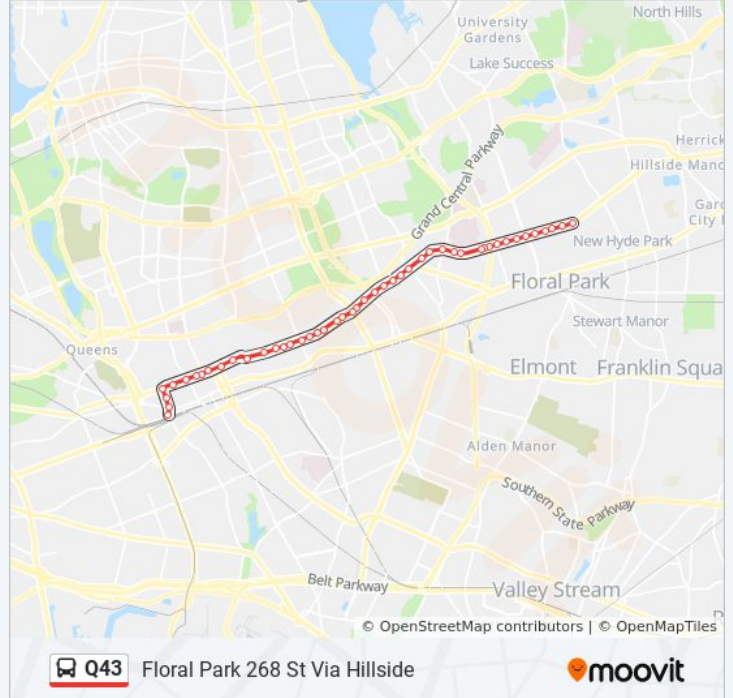 North Hills
University
Gardens
Lake Success
Herrick
Hillside Mano
Grand Central Parkway
Gard
City P
New Hyde Park
Floral Park
Stewart Manor
Queens
Elmont
Franklin Squa
Alden Manor
Southern State Parkway
Belt Parkway
Valley Stream
© OpenStreetMap contributors | © OpenMapTiles
Q43 Floral Park 268 St Via Hillside
moovit